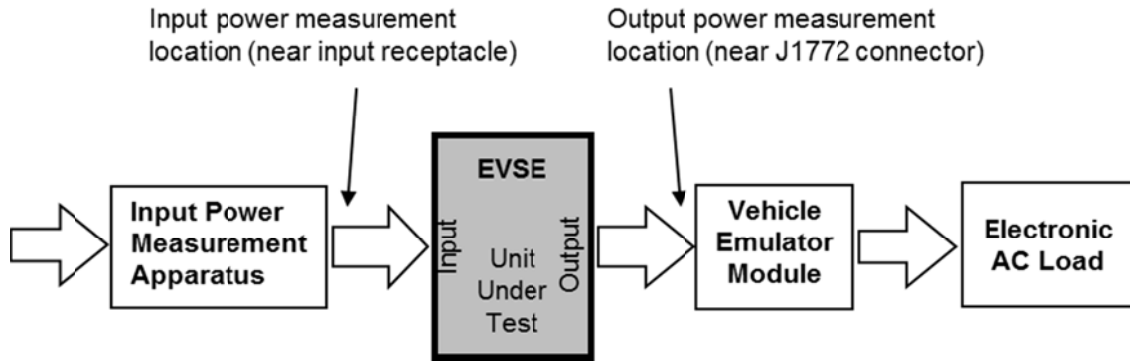 Input power measurement
location (near input receptacle)
Output power measurement
location (near J1772 connector)
Input Power
Measurement
Apparatus
EVSE
Input
Unit
Under
Test
Output
Vehicle
Emulator
Module
Electronic
AC Load